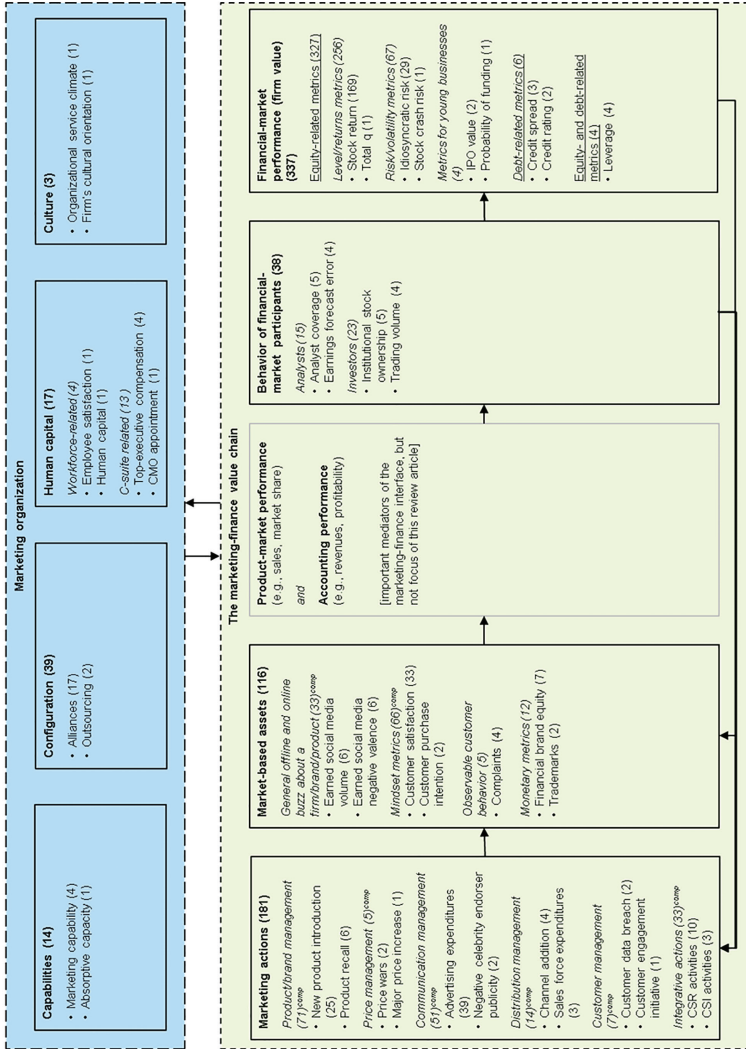 Marketing organization
Capabilities (14)
• Marketing capability (4)
• Absorptive capacity (1)
Configuration (39)
• Alliances (17)
• Outsourcing (2)
Human capital (17)
Workforce-related (4)
• Employee satisfaction (1)
• Human capital (1)
C-suite related (13)
• Top-executive compensation (4)
• CMO appointment (1)
Culture (3)
• Organizational service climate (1)
• Firm's cultural orientation (1)
The marketing-finance value chain
Marketing actions (181)
Product/brand management
(71)comp
• New product introduction
(25)
• Product recall (6)
Price management (5)comp
• Price wars (2)
• Major price increase (1)
Communication management
(51)comp
• Advertising expenditures
(39)
• Negative celebrity endorser
publicity (2)
Distribution management
(14)comp
• Channel addition (4)
• Sales force expenditures
(3)
Customer management
(7)comp
• Customer data breach (2)
• Customer engagement
initiative (1)
Integrative actions (33)comp
• CSR activities (10)
• CSI activities (3)
Market-based assets (116)
General offline and online
buzz about a
firm/brand/product (33)comp
• Earned social media
volume (6)
• Earned social media
negative valence (6)
Mindset metrics (66)comp
• Customer satisfaction (33)
• Customer purchase
intention (2)
Observable customer
behavior (5)
• Complaints (4)
Monetary metrics (12)
• Financial brand equity (7)
• Trademarks (2)
Product-market performance
(e.g., sales, market share)
and
Accounting performance
(e.g., revenues, profitability)
[important mediators of the
marketing-finance interface, but
not focus of this review article]
Behavior of financial-
market participants (38)
Analysts (15)
• Analyst coverage (5)
• Earnings forecast error (4)
Investors (23)
• Institutional stock
ownership (5)
• Trading volume (4)
Financial-market
performance (firm value)
(337)
Equity-related metrics (327)
Level/returns metrics (256)
• Stock return (169)
• Total q (1)
Risk/volatility metrics (67)
• Idiosyncratic risk (29)
• Stock crash risk (1)
Metrics for young businesses
(4)
• IPO value (2)
• Probability of funding (1)
Debt-related metrics (6)
• Credit spread (3)
• Credit rating (2)
Equity- and debt-related
metrics (4)
• Leverage (4)